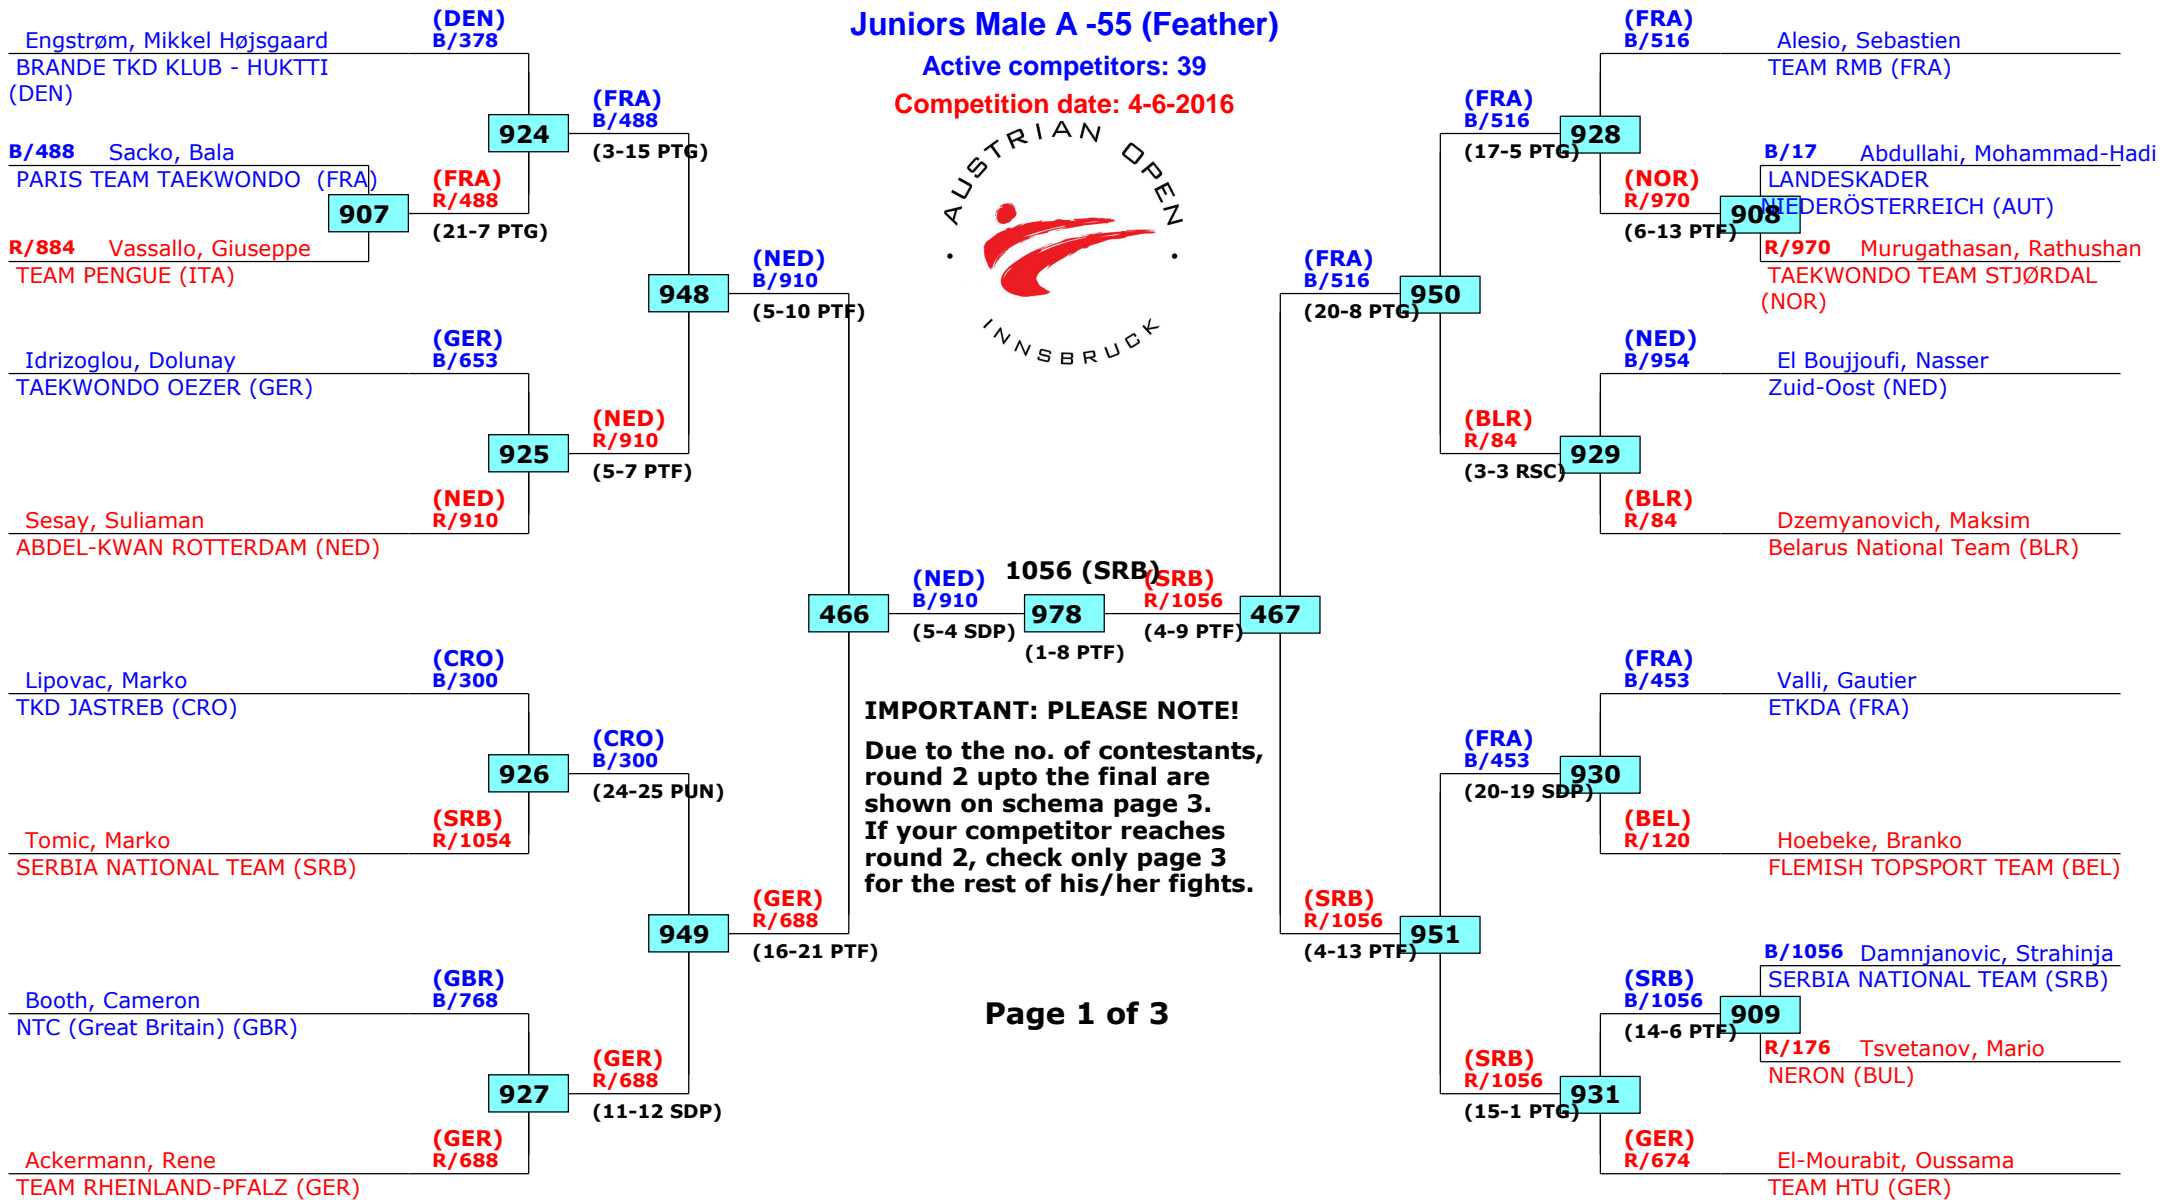 Juniors Male A -55 (Feather)
Active competitors: 39
Competition date: 4-6-2016
AUSTRIAN OPEN
INNSBRUCK
(DEN)
Engstrøm, Mikkel Højsgaard B/378
BRANDE TKD KLUB - HUKTTI
(DEN)
924
(FRA)
B/488
(3-15 PTG)
B/488 Sacko, Bala
PARIS TEAM TAEKWONDO (FRA)
907
(FRA)
R/488
(21-7 PTG)
R/884 Vassallo, Giuseppe
TEAM PENGUE (ITA)
948
(NED)
B/910
(5-10 PTF)
(GER)
Idrizoglou, Dolunay B/653
TAEKWONDO OEZER (GER)
925
(NED)
R/910
(5-7 PTF)
(NED)
Sesay, Suliaman R/910
ABDEL-KWAN ROTTERDAM (NED)
466
(NED)
B/910
(5-4 SDP)
1056 (SRB)
978
(1-8 PTF)
(SRB)
R/1056
(4-9 PTF)
467
(CRO)
Lipovac, Marko B/300
TKD JASTREB (CRO)
926
(CRO)
B/300
(24-25 PUN)
(SRB)
Tomic, Marko R/1054
SERBIA NATIONAL TEAM (SRB)
949
(GER)
R/688
(16-21 PTF)
(GBR)
Booth, Cameron B/768
NTC (Great Britain) (GBR)
927
(GER)
R/688
(11-12 SDP)
(GER)
Ackermann, Rene R/688
TEAM RHEINLAND-PFALZ (GER)
IMPORTANT: PLEASE NOTE!
Due to the no. of contestants,
round 2 upto the final are
shown on schema page 3.
If your competitor reaches
round 2, check only page 3
for the rest of his/her fights.
Page 1 of 3
(FRA)
B/516 Alesio, Sebastien
TEAM RMB (FRA)
(FRA)
B/516
(17-5 PTG)
928
B/17 Abdullahi, Mohammad-Hadi
LANDESKADER
NIEDERÖSTERREICH (AUT)
(NOR)
R/970
(6-13 PTF)
908
R/970 Murugathasan, Rathushan
TAEKWONDO TEAM STJØRDAL
(NOR)
(FRA)
B/516
(20-8 PTG)
950
(NED)
B/954 El Boujjoufi, Nasser
Zuid-Oost (NED)
(BLR)
R/84
(3-3 RSC)
929
(BLR)
R/84 Dzemyanovich, Maksim
Belarus National Team (BLR)
(FRA)
B/453 Valli, Gautier
ETKDA (FRA)
(FRA)
B/453
(20-19 SDP)
930
(BEL)
R/120 Hoebeke, Branko
FLEMISH TOPSPORT TEAM (BEL)
(SRB)
R/1056
(4-13 PTF)
951
B/1056 Damnjanovic, Strahinja
SERBIA NATIONAL TEAM (SRB)
(SRB)
B/1056
(14-6 PTF)
909
R/176 Tsvetanov, Mario
NERON (BUL)
(SRB)
R/1056
(15-1 PTG)
931
(GER)
R/674 El-Mourabit, Oussama
TEAM HTU (GER)